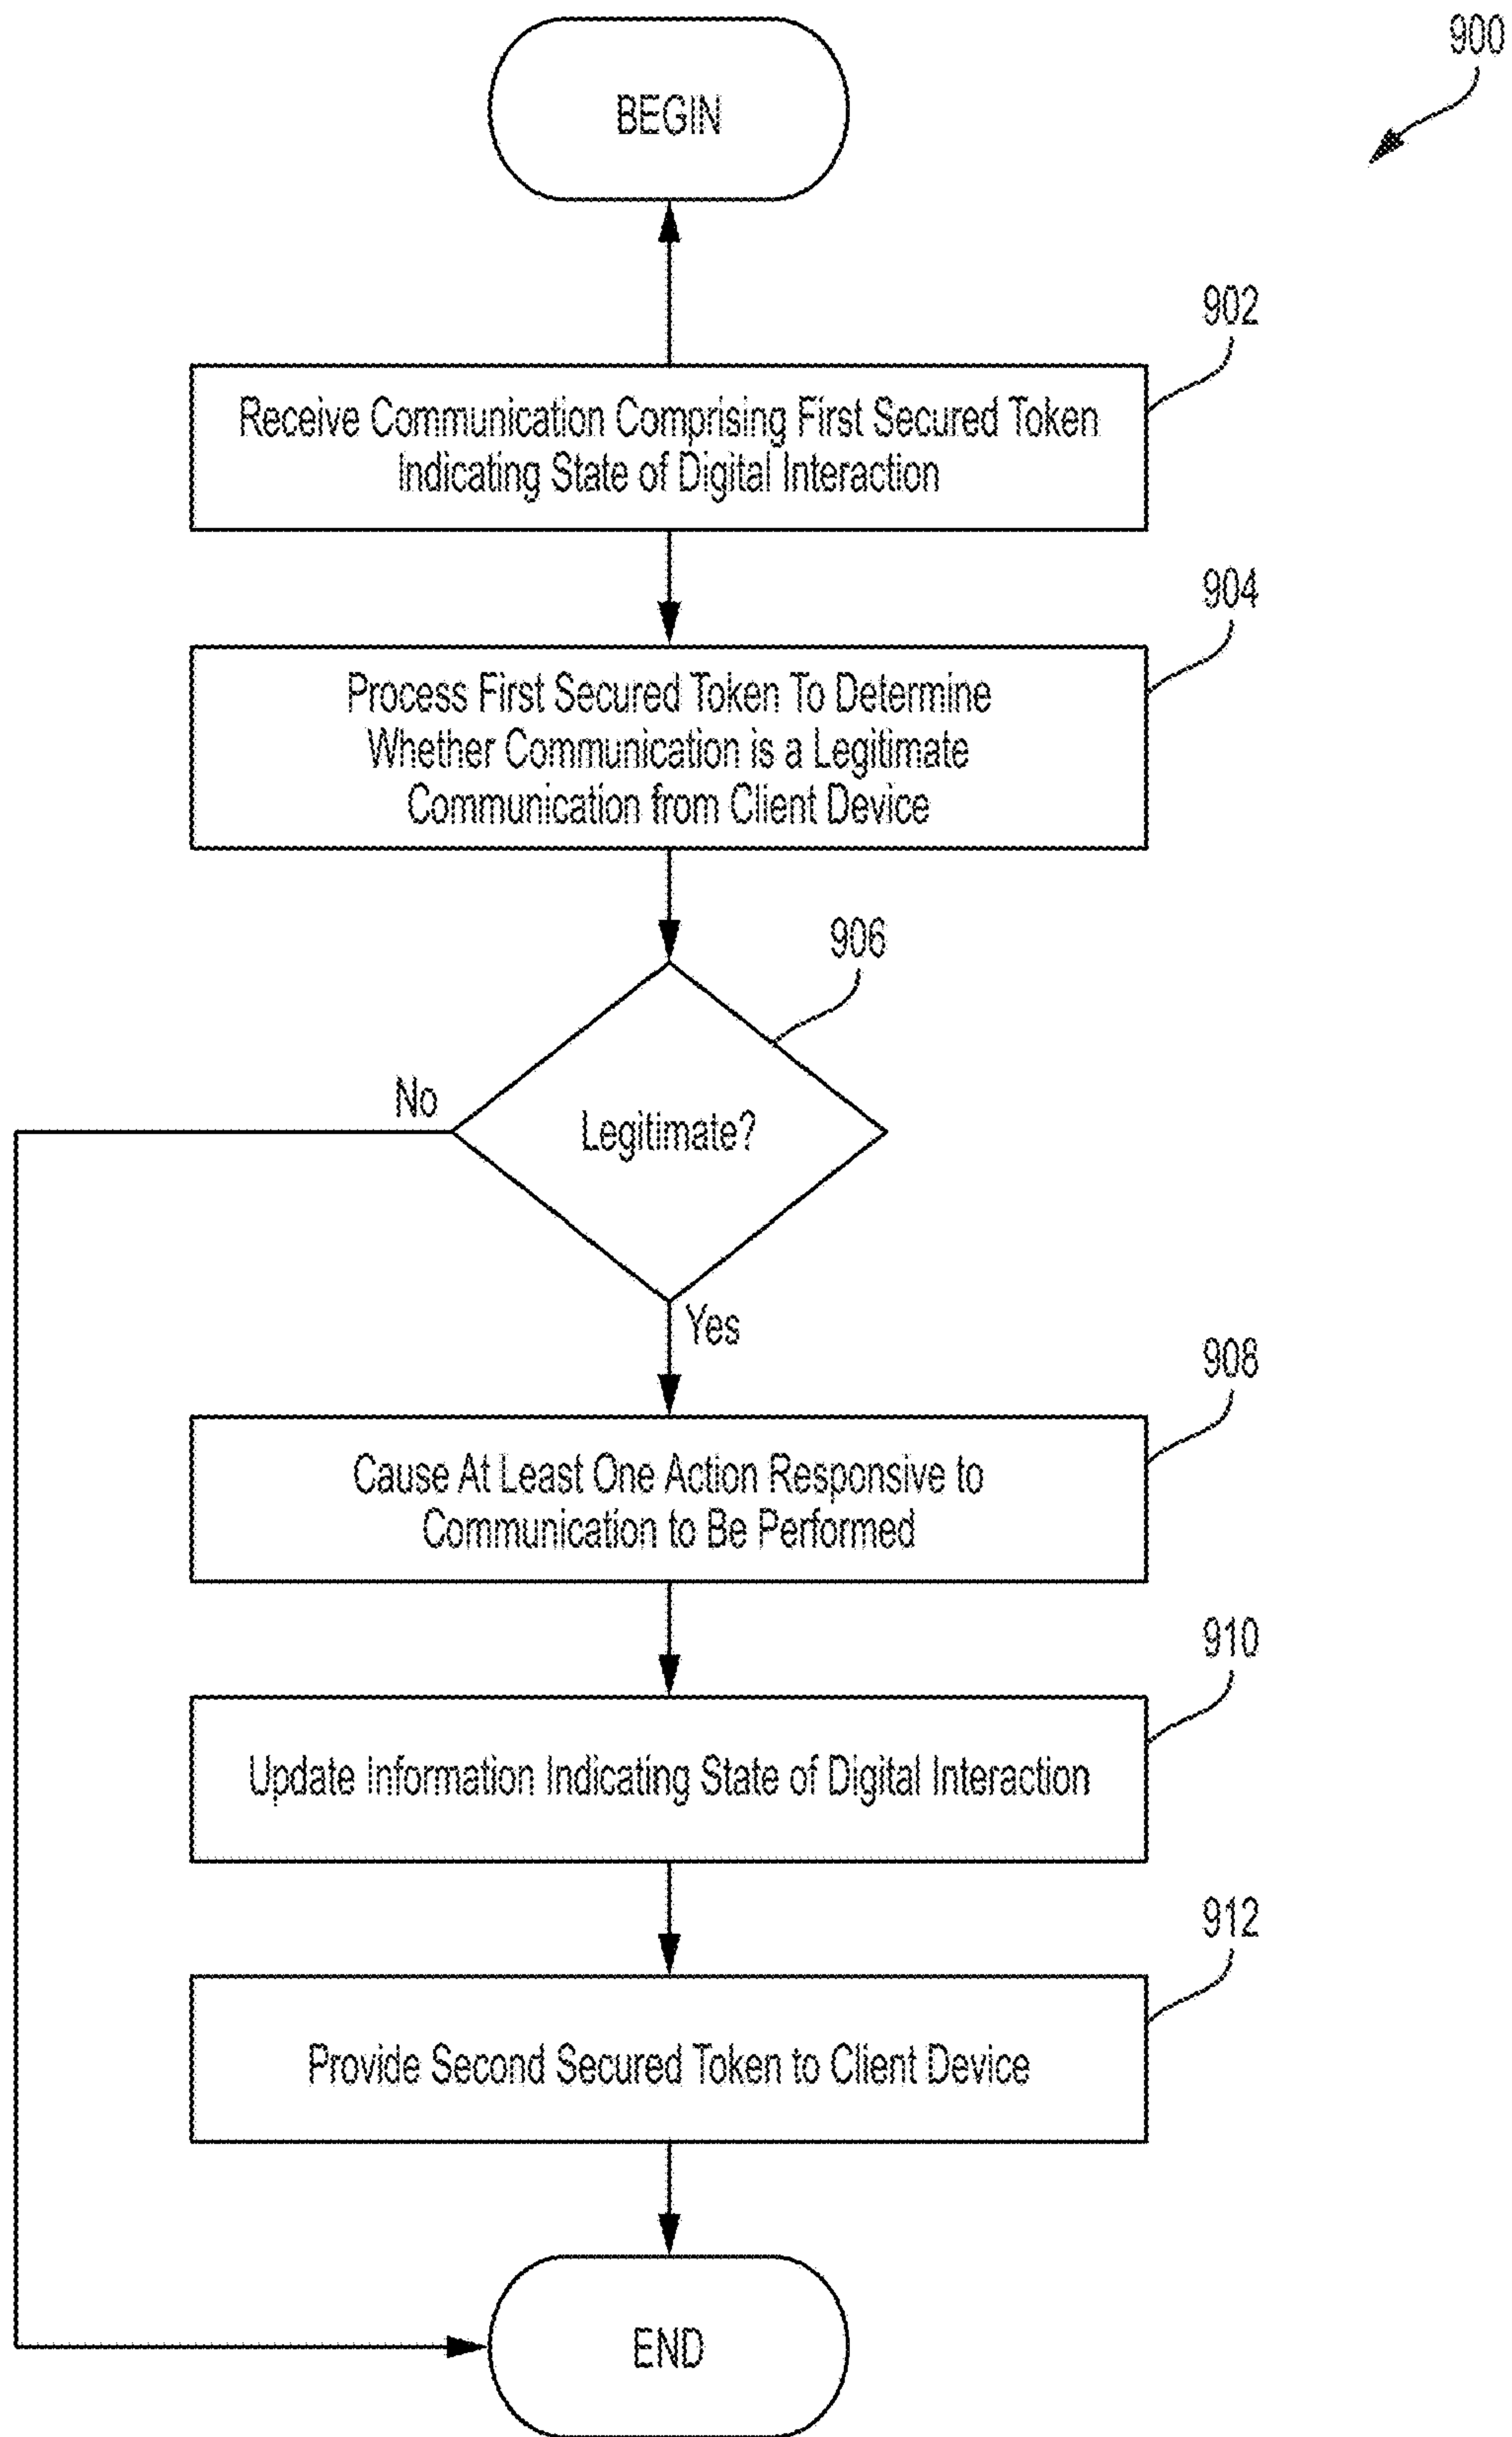 900
BEGIN
902
Receive Communication Comprising First Secured Token
Indicating State of Digital Interaction
904
Process First Secured Token To Determine
Whether Communication is a Legitimate
Communication from Client Device
906
No
Legitimate?
Yes
908
Cause At Least One Action Responsive to
Communication to Be Performed
910
Update Information Indicating State of Digital Interaction
912
Provide Second Secured Token to Client Device
END